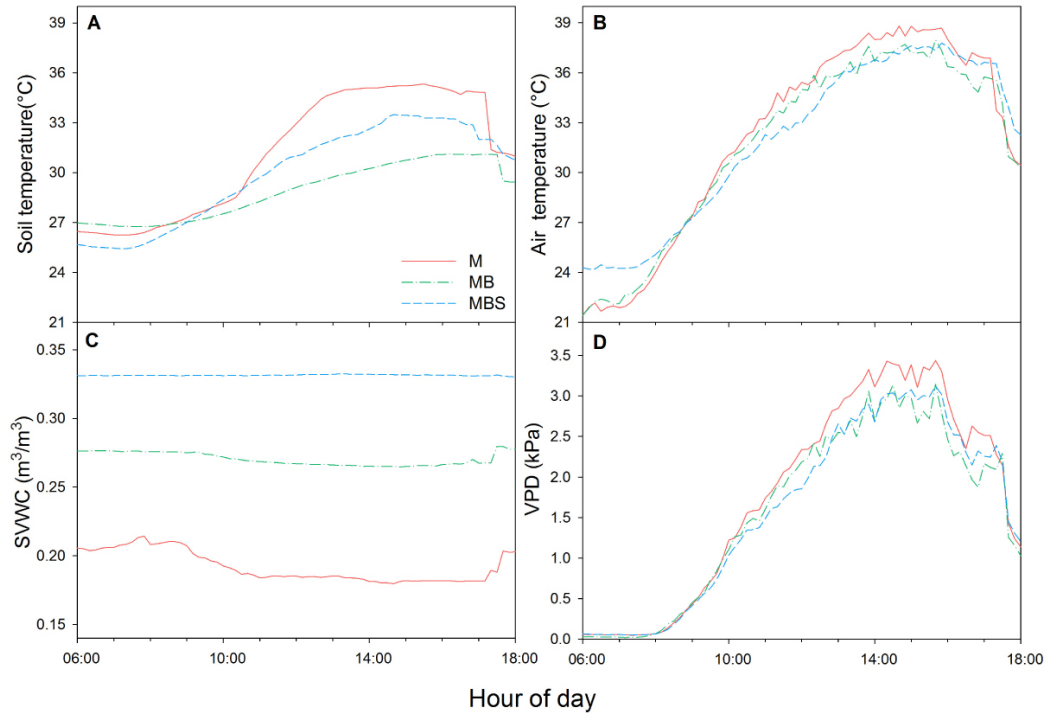 A
B
39
36
33
30
27
24
21
Soil temperature(°C)
M
MB
MBS
39
36
33
30
27
24
21
Air temperature (°C)
C
D
0.35
0.30
0.25
0.20
0.15
SVWC (m³/m³)
3.5
3.0
2.5
2.0
1.5
1.0
0.5
0.0
VPD (kPa)
06:00 10:00 14:00 18:00
06:00 10:00 14:00 18:00
Hour of day